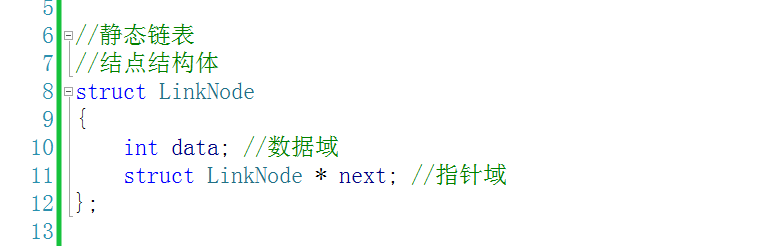 5
6 //静态链表
7 //结点结构体
8 struct LinkNode
9 {
10 int data; //数据域
11 struct LinkNode * next; //指针域
12 };
13